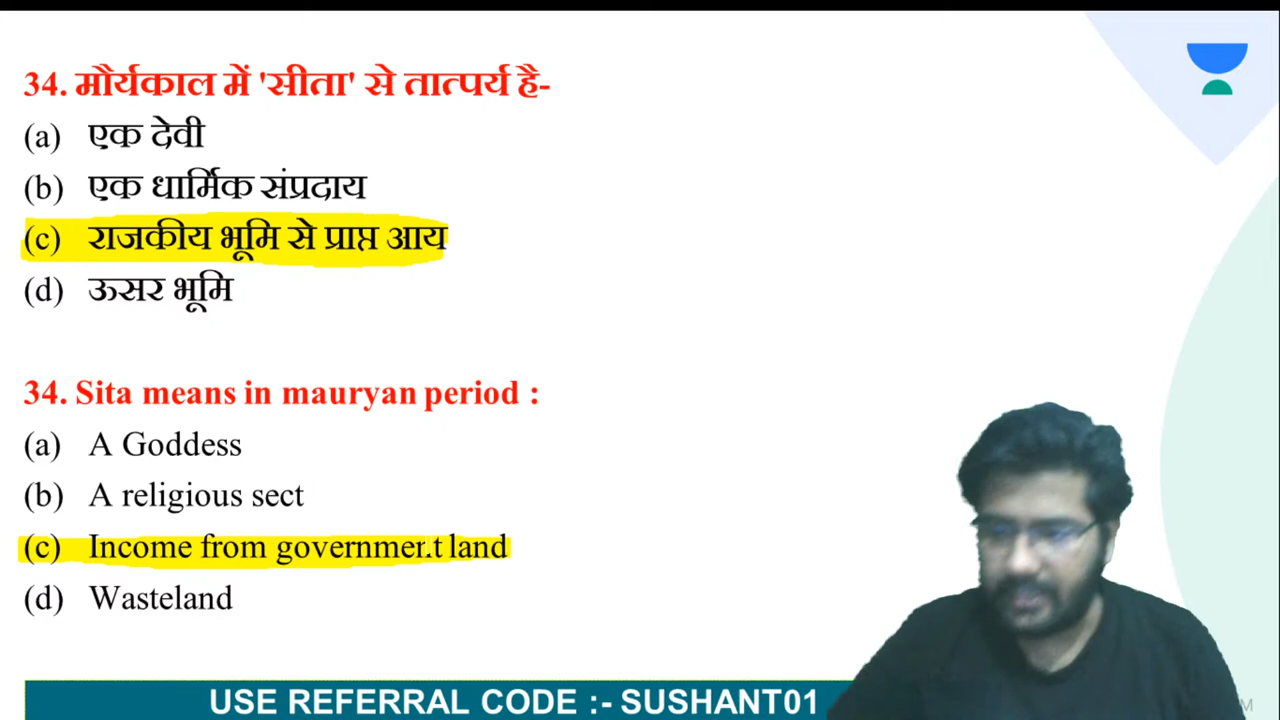 34. मौर्यकाल में 'सीता' से तात्पर्य है-
(a) एक देवी
(b) एक धार्मिक संप्रदाय
(c) राजकीय भूमि से प्राप्त आय
(d) ऊसर भूमि
34. Sita means in mauryan period :
(a) A Goddess
(b) A religious sect
(c) Income from government land
(d) Wasteland
USE REFERRAL CODE :- SUSHANT01